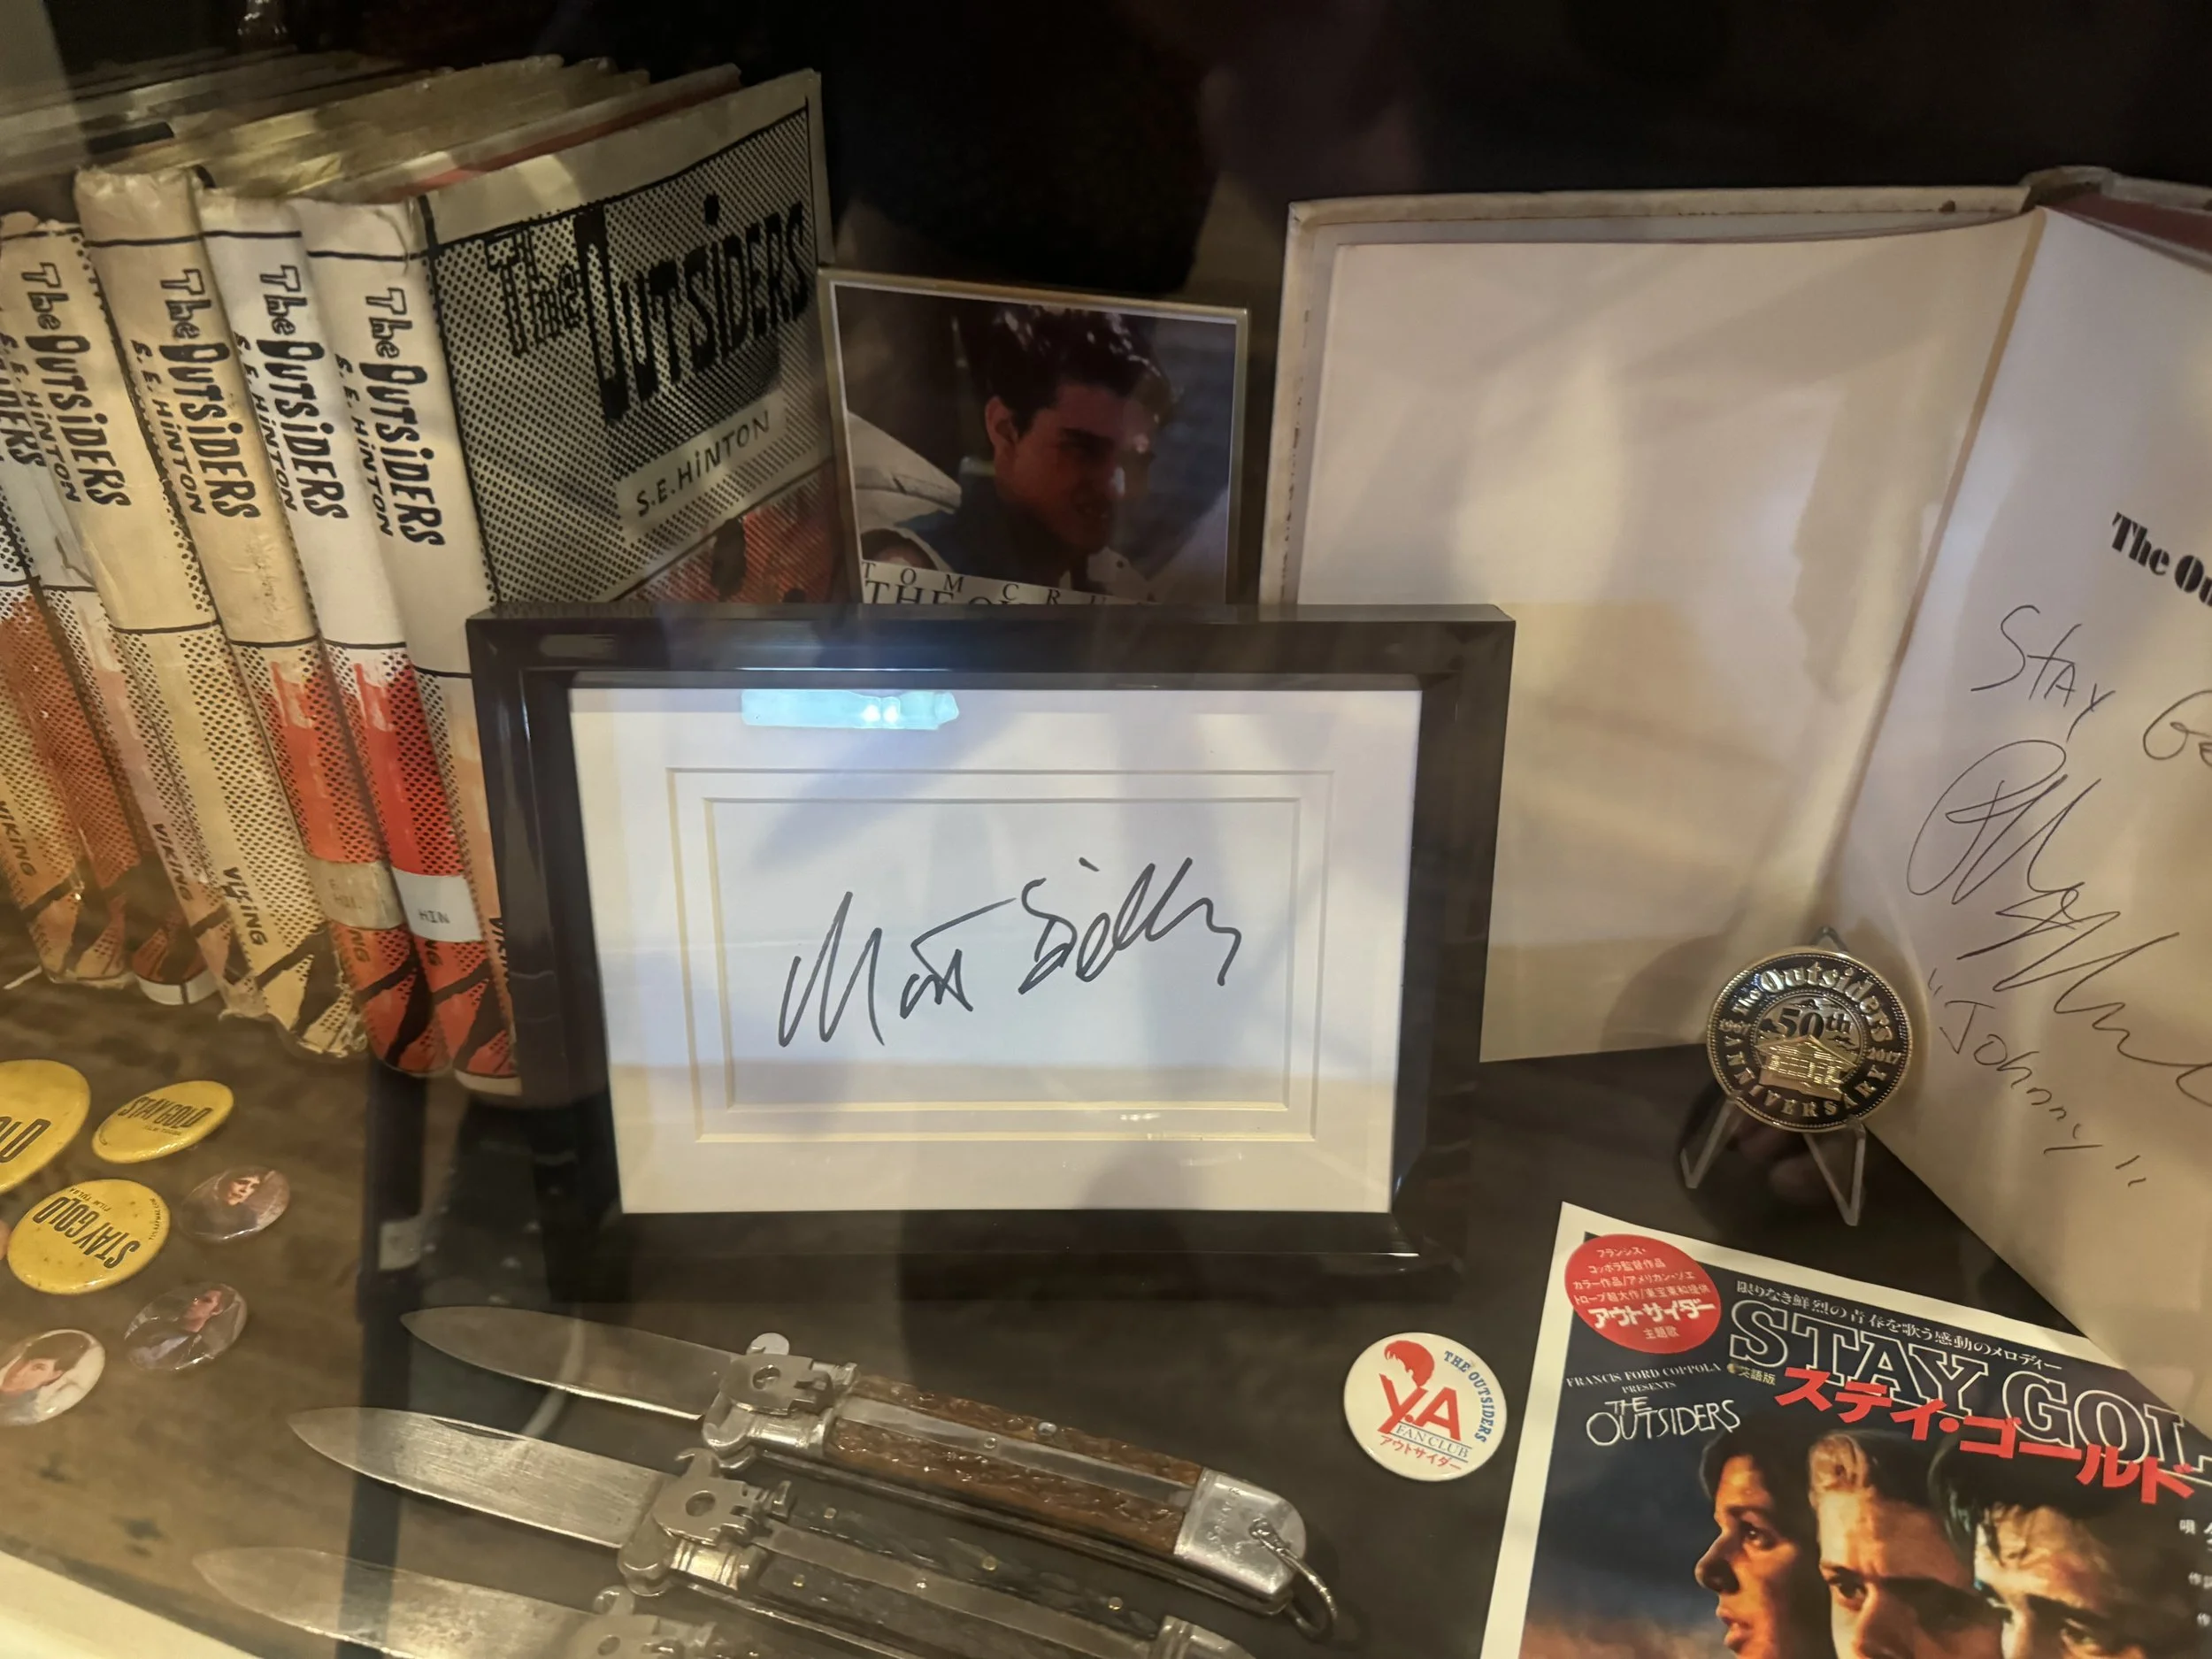 The OUTSiDERS
S.E. HiNTON
The OUTSiDERS
S.E. HiNTON
VIKING
The OUTSiDERS
S.E. HiNTON
VIKING
The OUTSiDERS
S.E. HiNTON
VIKING
HIN
The OUTSiDERS
S.E. HiNTON
TOM CR
THE
Matt Dillon
The Ou
STAY
"Johnny"
The Outsiders
1967 50th 2017
ANNIVERSARY
STAY GOLD
STAY GOLD
OLD
THE OUTSIDERS
Y.A
FAN CLUB
アウトサイダー
フランシス・
コッポラ監督作品
カラー作品/アメリカン・ゾエ
トロープ超大作/東宝東和提供
アウトサイダー
主題歌
限りなき鮮烈の青春を歌う感動のメロディー
STAY GOL
英語版
ステイ・ゴールド
FRANCIS FORD COPPOLA
PRESENTS
THE
OUTSIDERS
唄